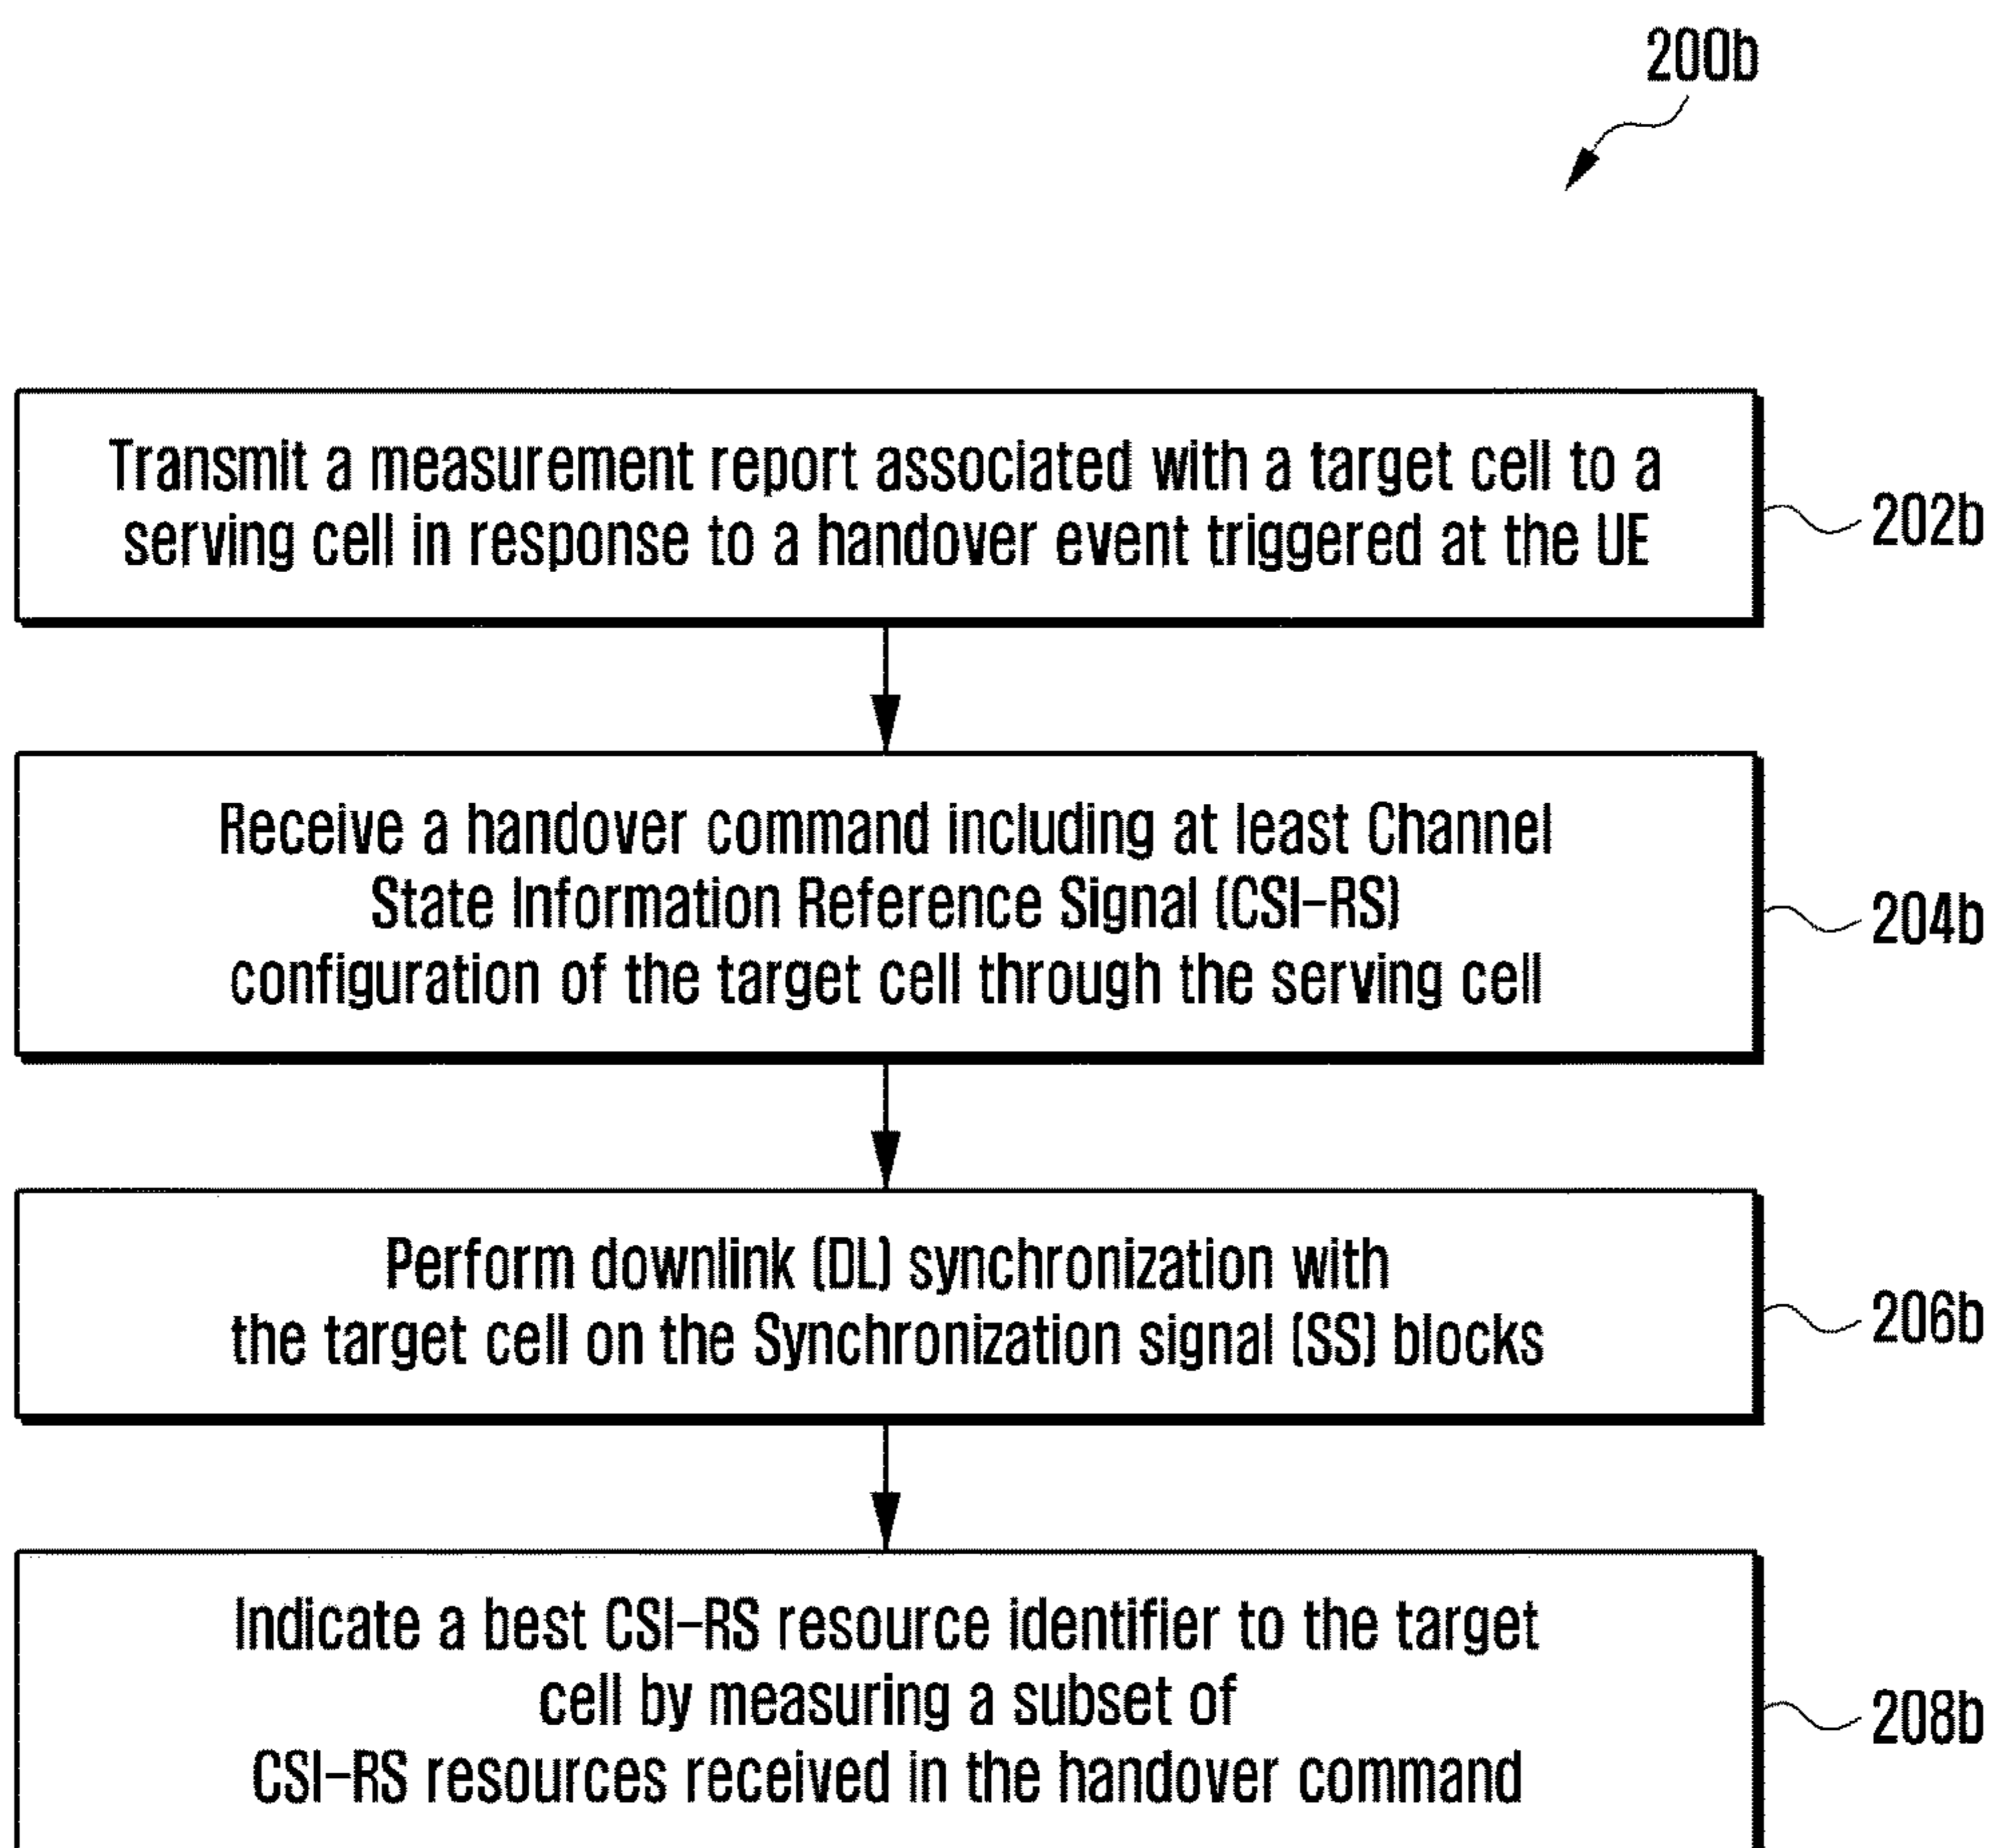 200b
Transmit a measurement report associated with a target cell to a
serving cell in response to a handover event triggered at the UE
202b
Receive a handover command including at least Channel
State Information Reference Signal (CSI-RS)
configuration of the target cell through the serving cell
204b
Perform downlink (DL) synchronization with
the target cell on the Synchronization signal (SS) blocks
206b
Indicate a best CSI-RS resource identifier to the target
cell by measuring a subset of
CSI-RS resources received in the handover command
208b